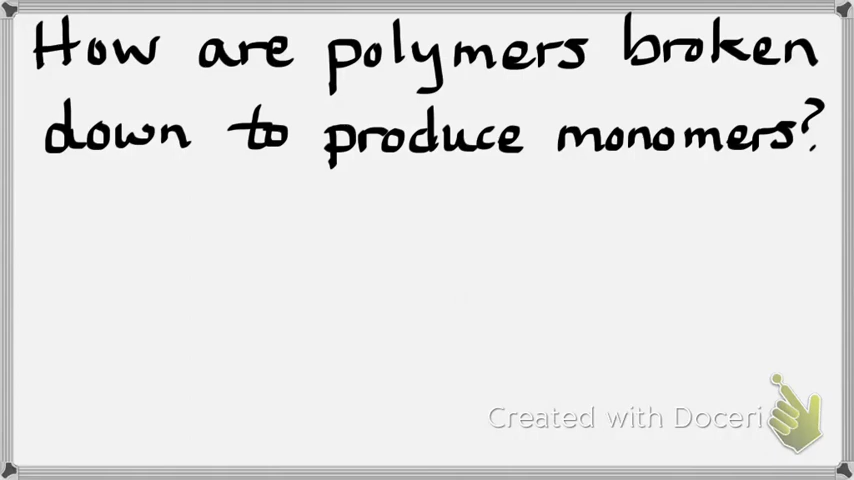 How are polymers broken
down to produce monomers?
Created with Doceri